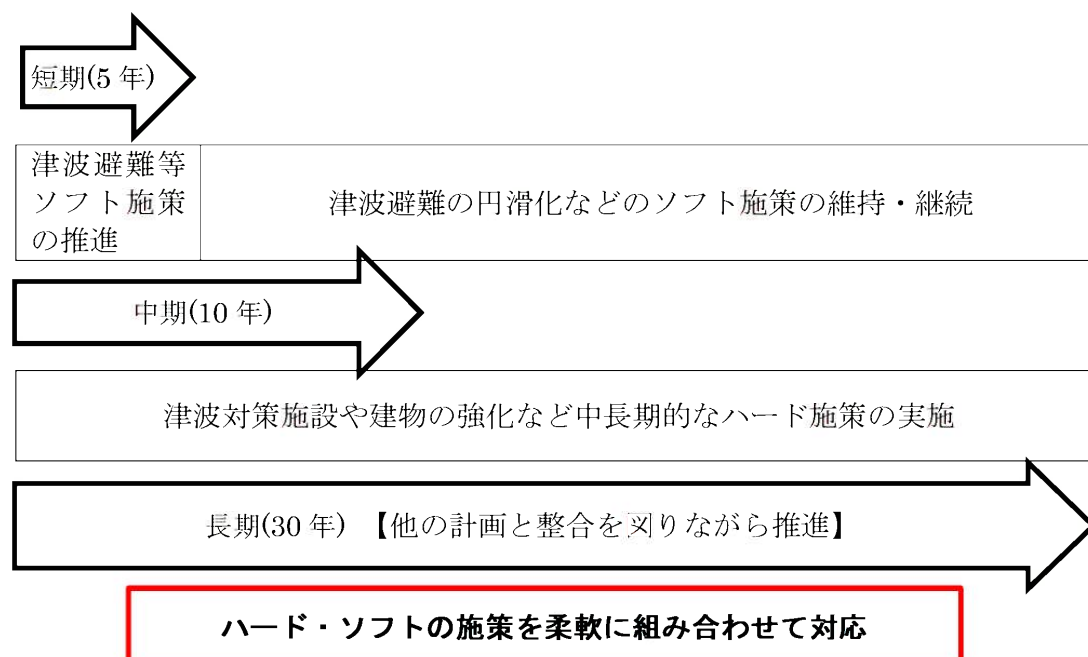 短期(5 年)
津波避難等
ソフト施策
の推進
津波避難の円滑化などのソフト施策の維持・継続
中期(10 年)
津波対策施設や建物の強化など中長期的なハード施策の実施
長期(30 年) 【他の計画と整合を図りながら推進】
ハード・ソフトの施策を柔軟に組み合わせて対応